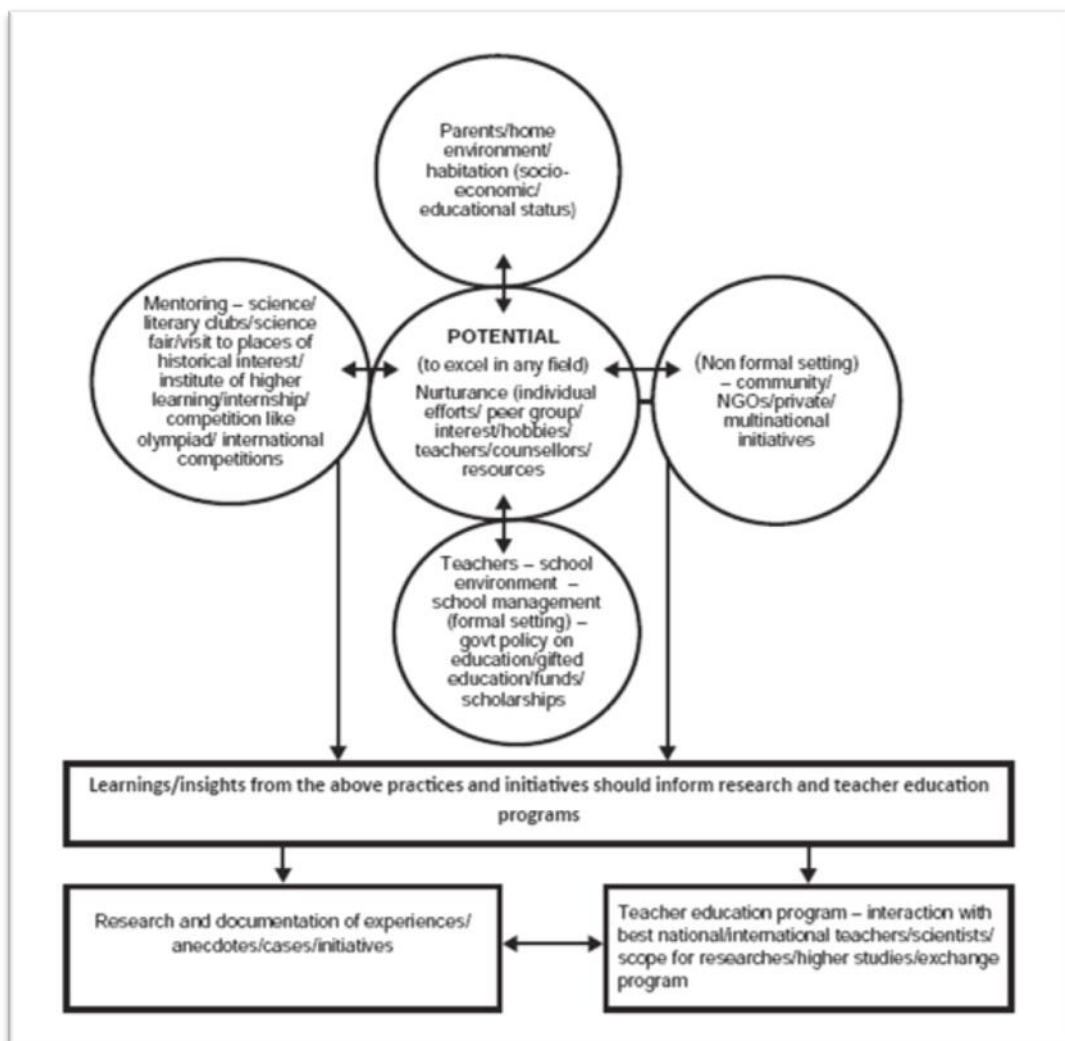 Parents/home
environment/
habitation (socio-
economic/
educational status)
Mentoring – science/
literary clubs/science
fair/visit to places of
historical interest/
institute of higher
learning/internship/
competition like
olympiad/ international
competitions
POTENTIAL
(to excel in any field)
Nurturance (individual
efforts/ peer group/
interest/hobbies/
teachers/counsellors/
resources
(Non formal setting)
– community/
NGOs/private/
multinational
initiatives
Teachers – school
environment –
school management
(formal setting) –
govt policy on
education/gifted
education/funds/
scholarships
Learnings/insights from the above practices and initiatives should inform research and teacher education
programs
Research and documentation of experiences/
anecdotes/cases/initiatives
Teacher education program – interaction with
best national/international teachers/scientists/
scope for researches/higher studies/exchange
program